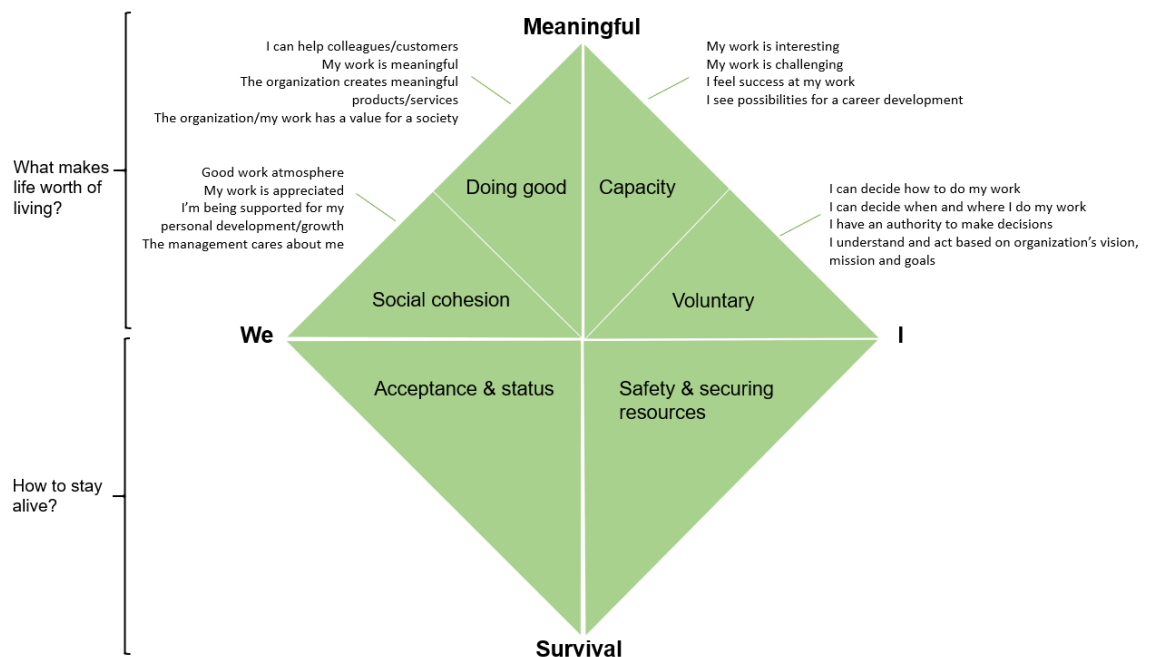 Meaningful
I can help colleagues/customers
My work is meaningful
The organization creates meaningful
products/services
The organization/my work has a value for a society
My work is interesting
My work is challenging
I feel success at my work
I see possibilities for a career development
What makes
life worth of
living?
Good work atmosphere
My work is appreciated
I'm being supported for my
personal development/growth
The management cares about me
Doing good
Capacity
I can decide how to do my work
I can decide when and where I do my work
I have an authority to make decisions
I understand and act based on organization's vision,
mission and goals
Social cohesion
Voluntary
We
I
Acceptance & status
Safety & securing
resources
How to stay
alive?
Survival